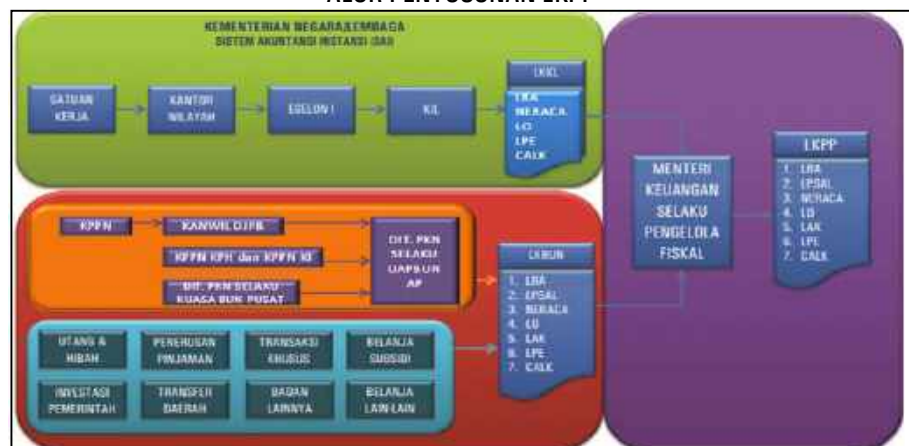 ALUR PENYUSUNAN LKPP
KEMENTERIAN NEGARA/LEMBAGA
SISTEM AKUNTANSI INSTANSI (SAI)
SATUAN
KERJA
KANTOR
WILAYAH
ESELON I
K/L
LKKL
LRA
NERACA
LO
LPE
CALK
KPPN
KANWIL DJPB
KPPN KPH dan KPPN KI
DIT. PKN SELAKU
KUASA BUN PUSAT
DIT. PKN
SELAKU
UAPBUN
AP
UTANG &
HIBAH
PENERUSAN
PINJAMAN
TRANSAKSI
KHUSUS
BELANJA
SUBSIDI
INVESTASI
PEMERINTAH
TRANSFER
DAERAH
BADAN
LAINNYA
BELANJA
LAIN-LAIN
LKBUN
1. LRA
2. LPSAL
3. NERACA
4. LO
5. LAK
6. LPE
7. CALK
MENTERI
KEUANGAN
SELAKU
PENGELOLA
FISKAL
LKPP
1. LRA
2. LPSAL
3. NERACA
4. LO
5. LAK
6. LPE
7. CALK